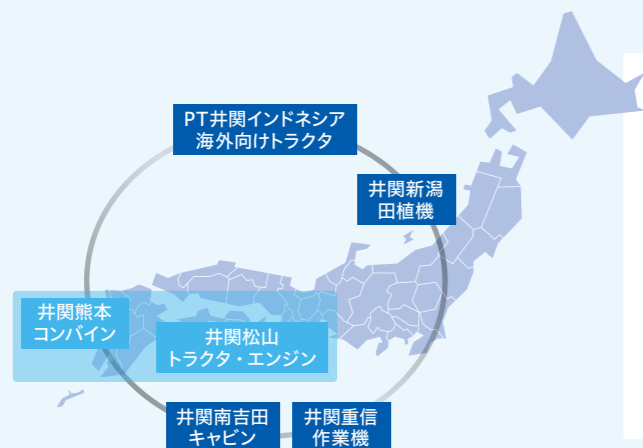 PT井関インドネシア
海外向けトラクタ
井関新潟
田植機
井関熊本
コンバイン
井関松山
トラクタ・エンジン
井関南吉田
キャビン
井関重信
作業機